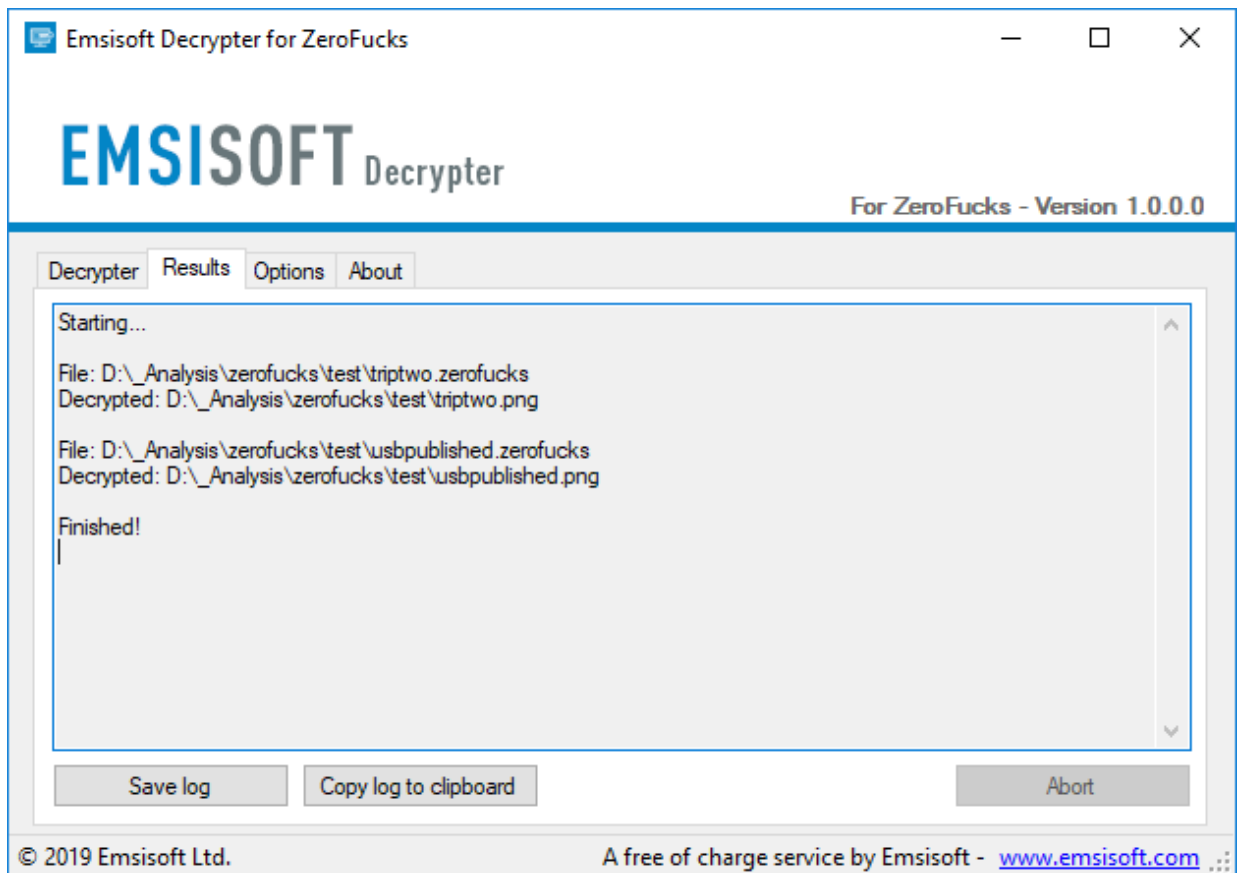 Emsisoft Decrypter for ZeroFucks
EMSISOFT Decrypter
For ZeroFucks - Version 1.0.0.0
Decrypter Results Options About
Starting...
File: D:\_Analysis\zerofucks\test\triptwo.zerofucks
Decrypted: D:\_Analysis\zerofucks\test\triptwo.png
File: D:\_Analysis\zerofucks\test\usbpublished.zerofucks
Decrypted: D:\_Analysis\zerofucks\test\usbpublished.png
Finished!
Save log Copy log to clipboard Abort
© 2019 Emsisoft Ltd. A free of charge service by Emsisoft - www.emsisoft.com